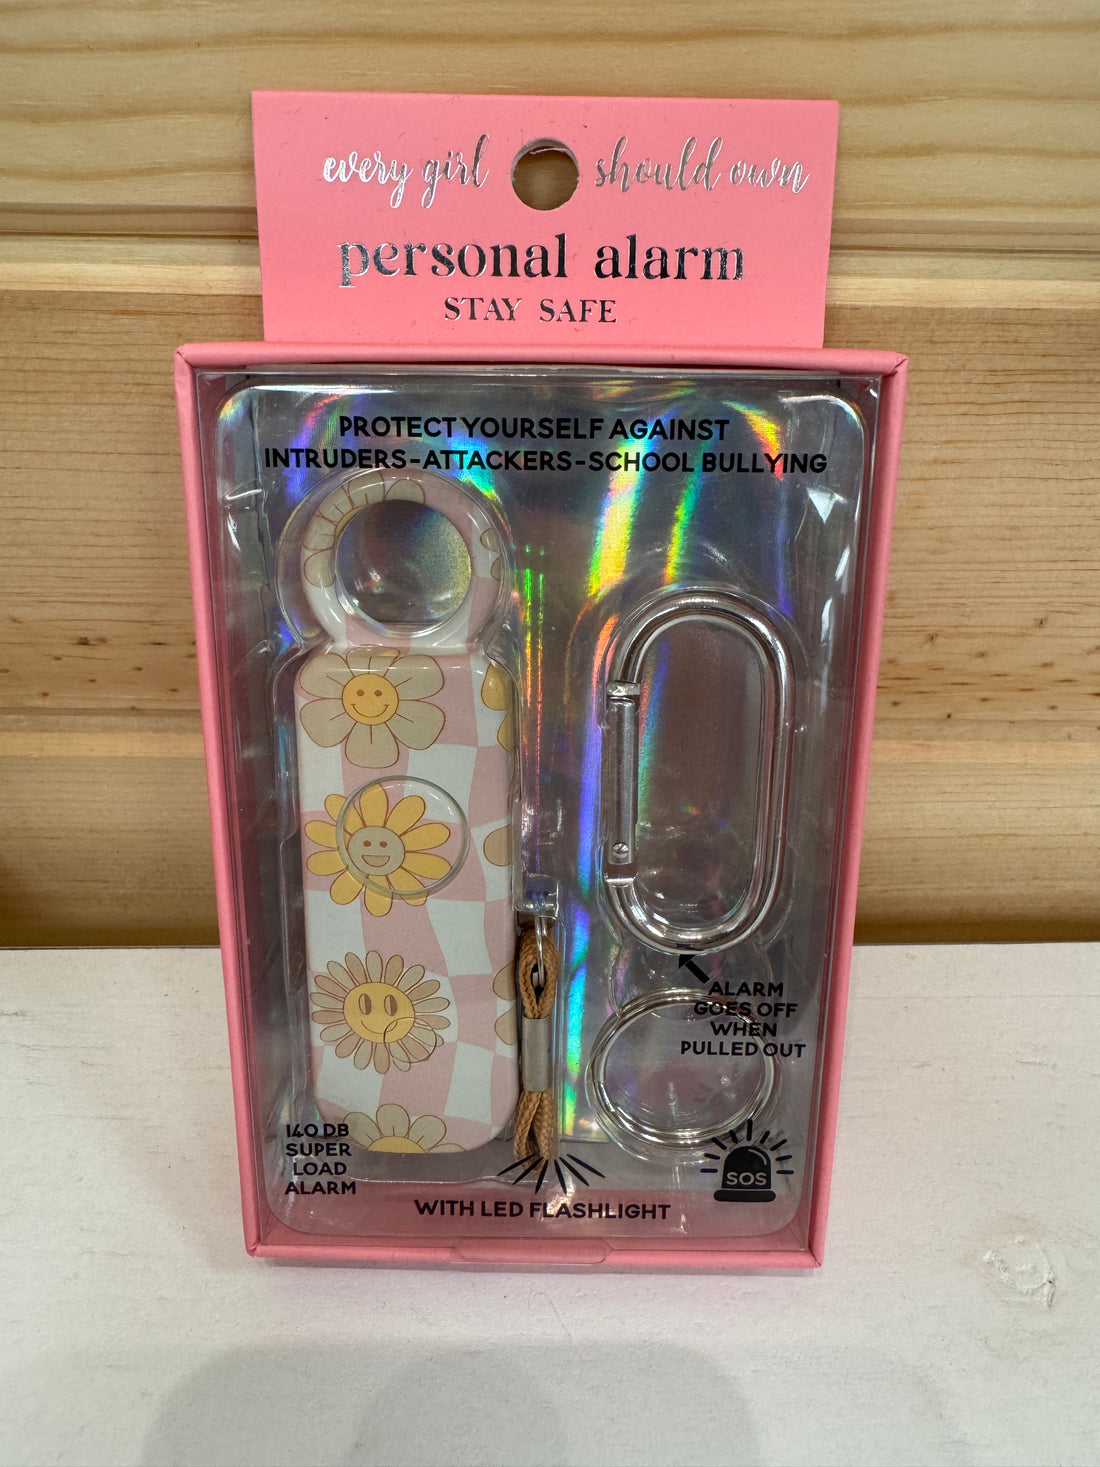 every girl should own
personal alarm
STAY SAFE
PROTECT YOURSELF AGAINST
INTRUDERS-ATTACKERS-SCHOOL BULLYING
ALARM
GOES OFF
WHEN
PULLED OUT
140 DB
SUPER
LOAD
ALARM
SOS
WITH LED FLASHLIGHT